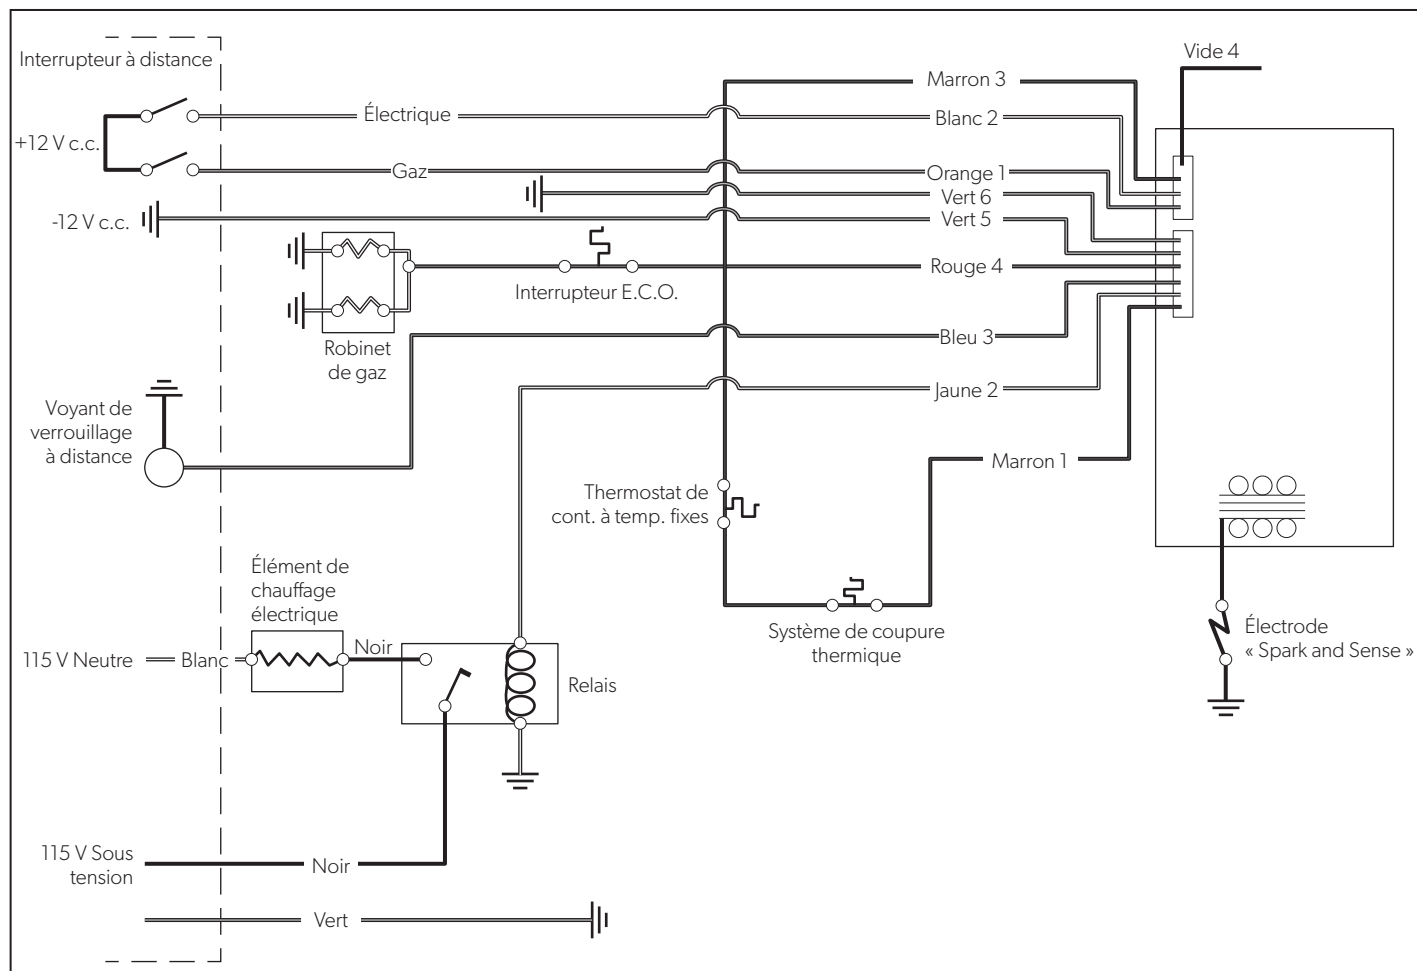 Interrupteur à distance
Vide 4
Marron 3
Électrique
Blanc 2
+12 V c.c.
Gaz
Orange 1
Vert 6
-12 V c.c.
Vert 5
Rouge 4
Interrupteur E.C.O.
Robinet
de gaz
Bleu 3
Jaune 2
Voyant de
verrouillage
à distance
Marron 1
Thermostat de
cont. à temp. fixes
Élément de
chauffage
électrique
Système de coupure
thermique
Électrode
« Spark and Sense »
115 V Neutre
Blanc
Noir
Relais
115 V Sous
tension
Noir
Vert